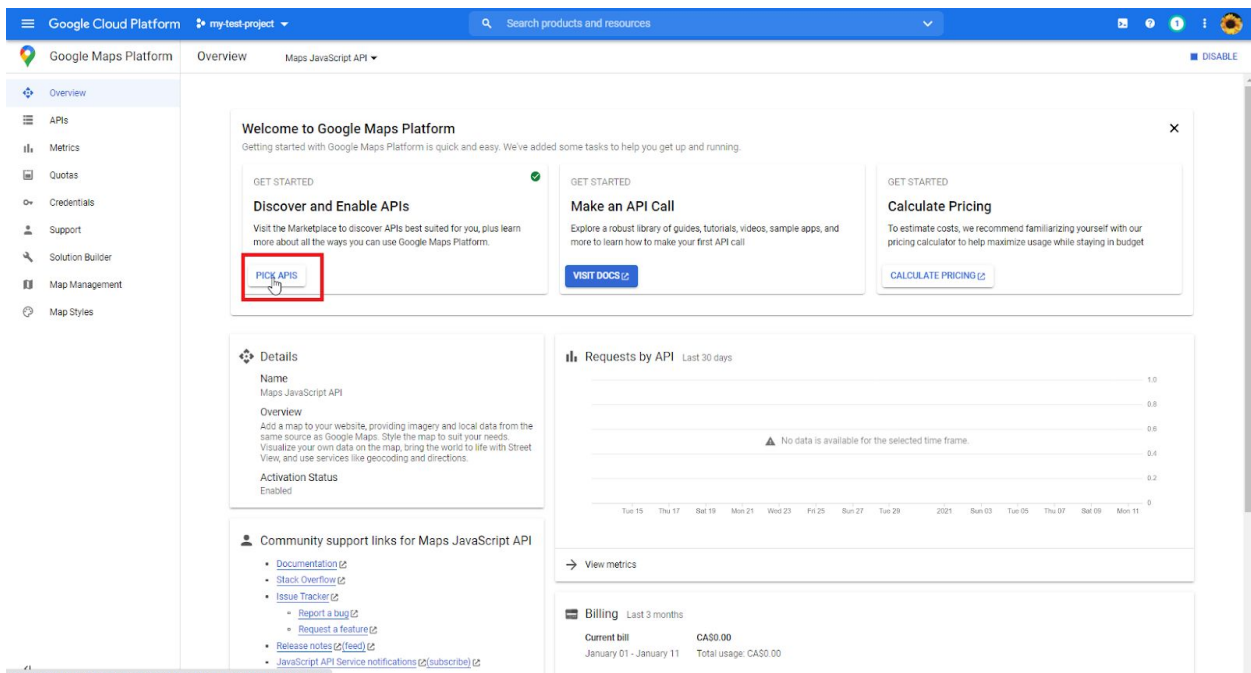 Google Cloud Platform
my-test-project
Search products and resources
1
Google Maps Platform
Overview
Maps JavaScript API
DISABLE
Overview
APIs
Metrics
Quotas
Credentials
Support
Solution Builder
Map Management
Map Styles
Welcome to Google Maps Platform
Getting started with Google Maps Platform is quick and easy. We've added some tasks to help you get up and running.
GET STARTED
Discover and Enable APIs
Visit the Marketplace to discover APIs best suited for you, plus learn
more about all the ways you can use Google Maps Platform.
PICK APIS
GET STARTED
Make an API Call
Explore a robust library of guides, tutorials, videos, sample apps, and
more to learn how to make your first API call
VISIT DOCS
GET STARTED
Calculate Pricing
To estimate costs, we recommend familiarizing yourself with our
pricing calculator to help maximize usage while staying in budget
CALCULATE PRICING
Details
Name
Maps JavaScript API
Overview
Add a map to your website, providing imagery and local data from the
same source as Google Maps. Style the map to suit your needs.
Visualize your own data on the map, bring the world to life with Street
View, and use services like geocoding and directions.
Activation Status
Enabled
Requests by API Last 30 days
1.0
0.8
0.6
No data is available for the selected time frame.
0.4
0.2
0
Tue 15 Thu 17 Sat 19 Mon 21 Wed 23 Fri 25 Sun 27 Tue 29 2021 Sun 03 Tue 05 Thu 07 Sat 09 Mon 11
View metrics
Community support links for Maps JavaScript API
Documentation
Stack Overflow
Issue Tracker
Report a bug
Request a feature
Release notes (feed)
JavaScript API Service notifications (subscribe)
Billing Last 3 months
Current bill CA$0.00
January 01 - January 11 Total usage: CA$0.00